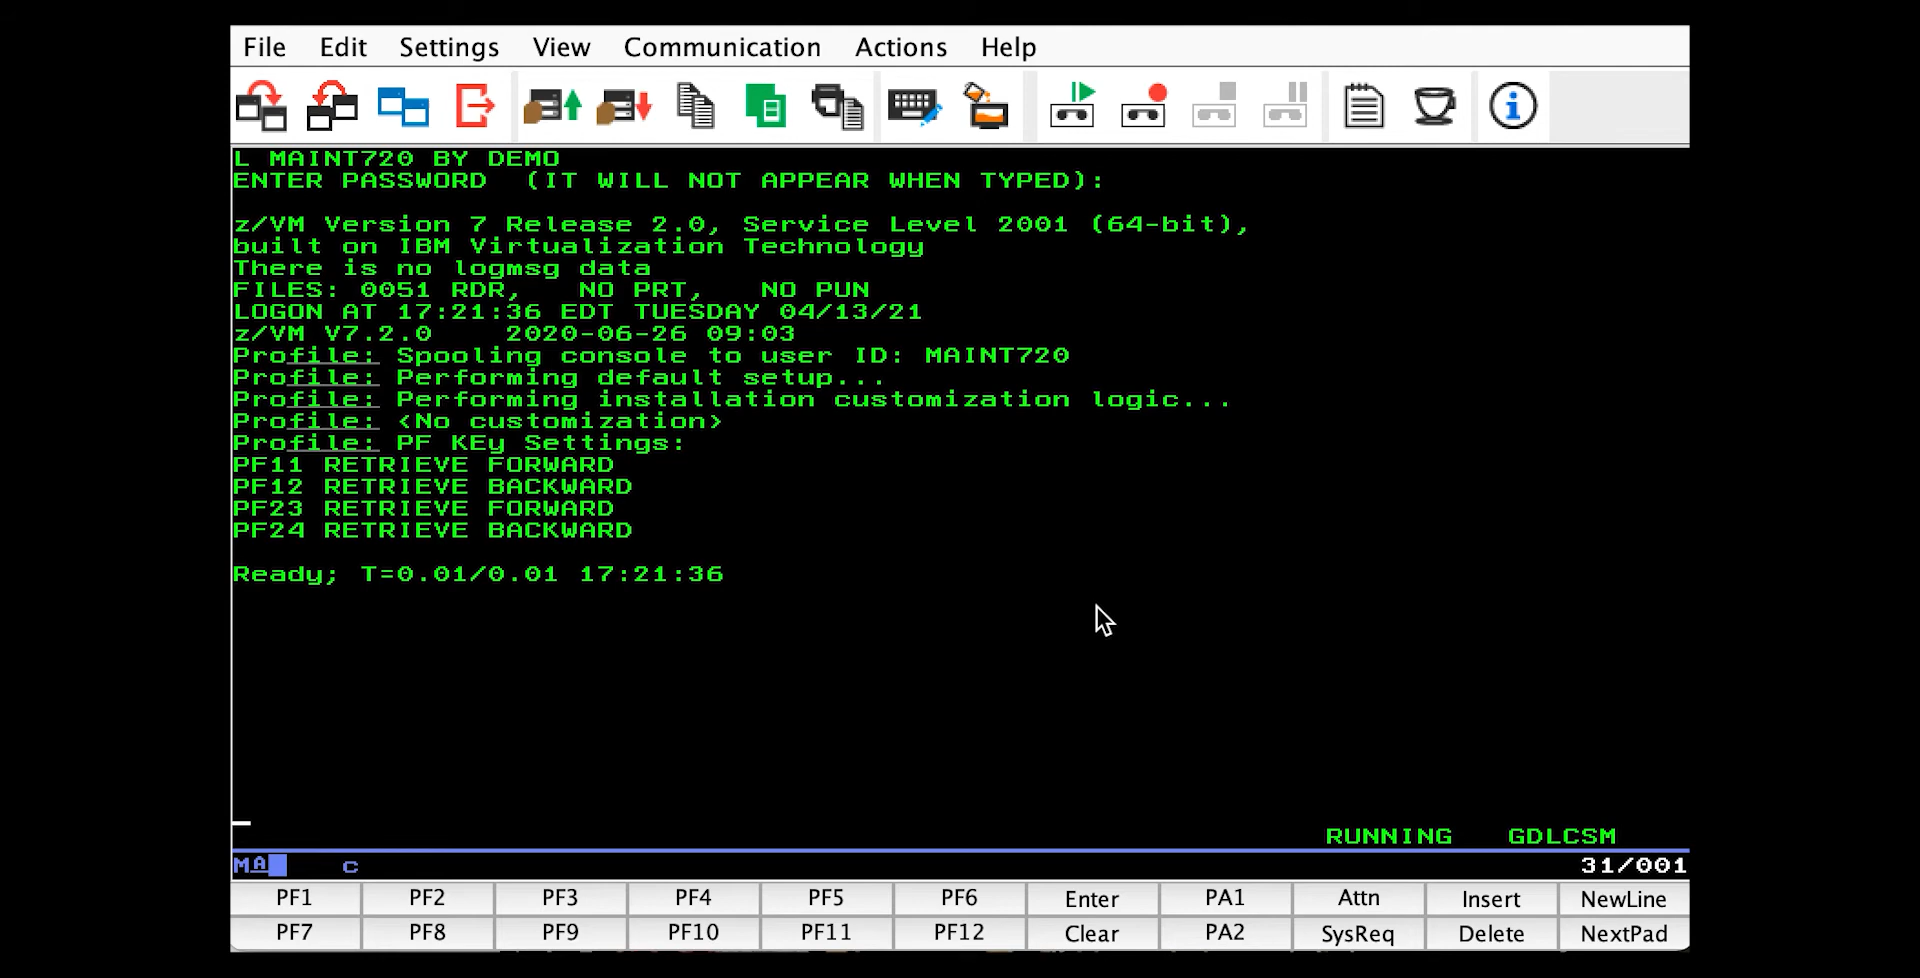 File Edit Settings View Communication Actions Help
L MAINT720 BY DEMO
ENTER PASSWORD (IT WILL NOT APPEAR WHEN TYPED):
z/VM Version 7 Release 2.0, Service Level 2001 (64-bit),
built on IBM Virtualization Technology
There is no logmsg data
FILES: 0051 RDR, NO PRT, NO PUN
LOGON AT 17:21:36 EDT TUESDAY 04/13/21
z/VM V7.2.0 2020-06-26 09:03
Profile: Spooling console to user ID: MAINT720
Profile: Performing default setup...
Profile: Performing installation customization logic...
Profile: <No customization>
Profile: PF KEy Settings:
PF11 RETRIEVE FORWARD
PF12 RETRIEVE BACKWARD
PF23 RETRIEVE FORWARD
PF24 RETRIEVE BACKWARD
Ready; T=0.01/0.01 17:21:36
RUNNING GDLCSM
MA c 31/001
PF1 PF2 PF3 PF4 PF5 PF6 Enter PA1 Attn Insert NewLine
PF7 PF8 PF9 PF10 PF11 PF12 Clear PA2 SysReq Delete NextPad